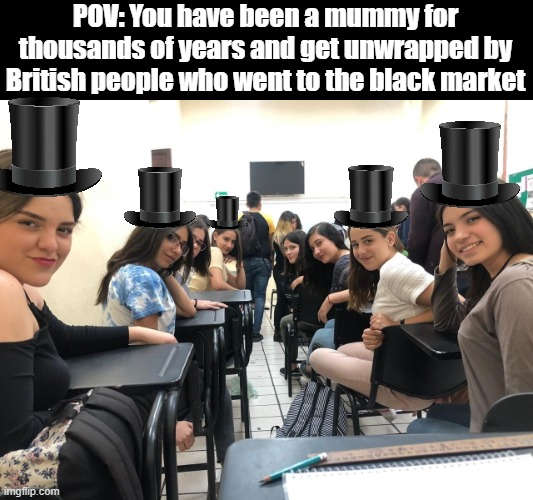 POV: You have been a mummy for
thousands of years and get unwrapped by
British people who went to the black market
imgflip.com